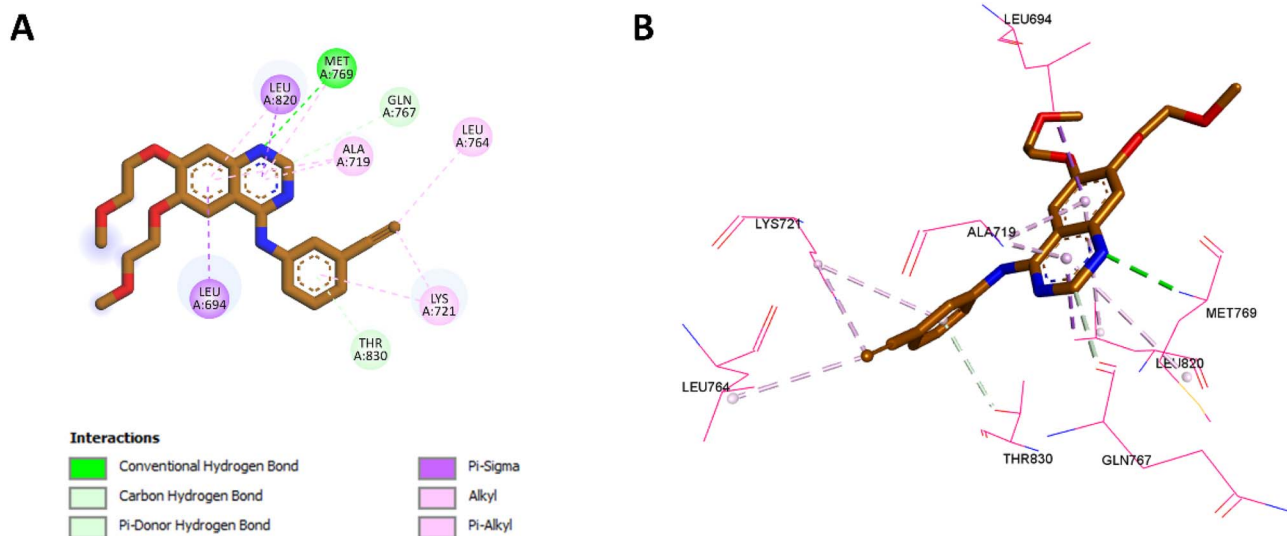 A
MET
A:769
LEU
A:820
GLN
A:767
LEU
764
ALA
A:719
LEU
A:694
LYS
A:721
THR
A:830
Interactions
Conventional Hydrogen Bond
Carbon Hydrogen Bond
Pi-Donor Hydrogen Bond
Pi-Sigma
Alkyl
Pi-Alkyl
B
LEU694
LYS721
ALA719
MET769
LEU820
LEU764
THR830
GLN767